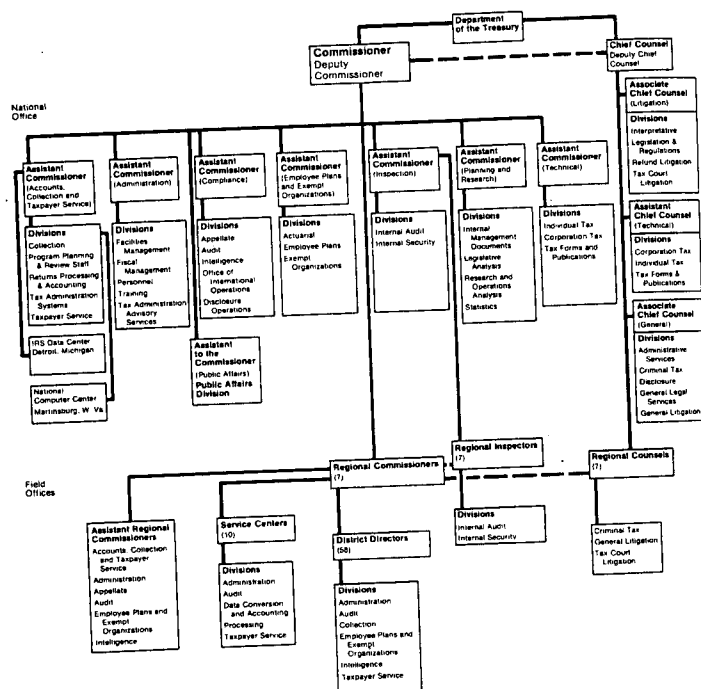 Department
of the Treasury
Commissioner
Deputy
Commissioner
Chief Counsel
Deputy Chief
Counsel
National
Office
Associate
Chief Counsel
(Litigation)
Divisions
Interpretative
Legislation &
Regulations
Refund Litigation
Tax Court
Litigation
Assistant
Commissioner
(Accounts,
Collection and
Taxpayer Service)
Divisions
Collection
Program Planning
& Review Staff
Returns Processing
& Accounting
Tax Administration
Systems
Taxpayer Service
IRS Data Center
Detroit, Michigan
National
Computer Center
Martinsburg, W. Va.
Assistant
Commissioner
(Administration)
Divisions
Facilities
Management
Fiscal
Management
Personnel
Training
Tax Administration
Advisory
Services
Assistant
Commissioner
(Compliance)
Divisions
Appellate
Audit
Intelligence
Office of
International
Operations
Disclosure
Operations
Assistant
to the
Commissioner
(Public Affairs)
Public Affairs
Division
Assistant
Commissioner
(Employee Plans
and Exempt
Organizations)
Divisions
Actuarial
Employee Plans
Exempt
Organizations
Assistant
Commissioner
(Inspection)
Divisions
Internal Audit
Internal Security
Assistant
Commissioner
(Planning and
Research)
Divisions
Internal
Management
Documents
Legislative
Analysis
Research and
Operations
Analysis
Statistics
Assistant
Commissioner
(Technical)
Divisions
Individual Tax
Corporation Tax
Tax Forms and
Publications
Assistant
Chief Counsel
(Technical)
Divisions
Corporation Tax
Individual Tax
Tax Forms &
Publications
Associate
Chief Counsel
(General)
Divisions
Administrative
Services
Criminal Tax
Disclosure
General Legal
Services
General Litigation
Field
Offices
Regional Commissioners
(7)
Regional Inspectors
(7)
Regional Counsels
(7)
Assistant Regional
Commissioners
Accounts, Collection
and Taxpayer
Service
Administration
Appellate
Audit
Employee Plans and
Exempt
Organizations
Intelligence
Service Centers
(10)
Divisions
Administration
Audit
Data Conversion
and Accounting
Processing
Taxpayer Service
District Directors
(58)
Divisions
Administration
Audit
Collection
Employee Plans and
Exempt
Organizations
Intelligence
Taxpayer Service
Divisions
Internal Audit
Internal Security
Criminal Tax
General Litigation
Tax Court
Litigation